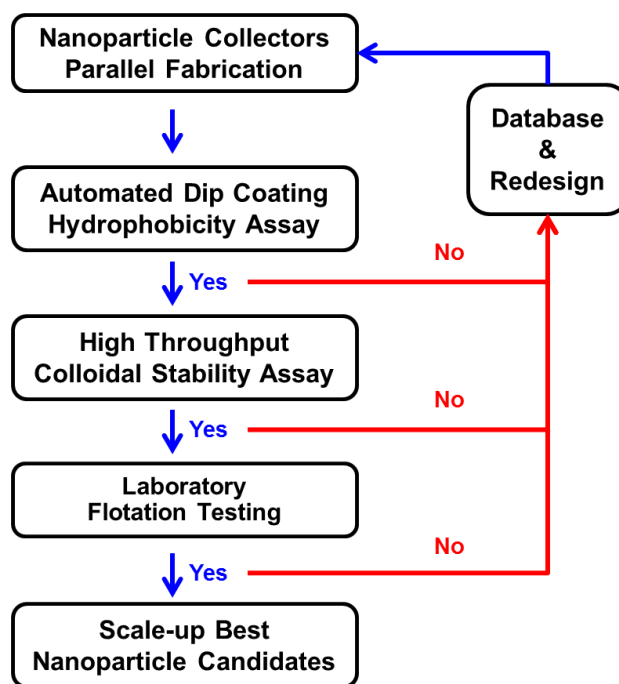 Nanoparticle Collectors
Parallel Fabrication
Database
&
Redesign
Automated Dip Coating
Hydrophobicity Assay
Yes
No
High Throughput
Colloidal Stability Assay
Yes
No
Laboratory
Flotation Testing
Yes
No
Scale-up Best
Nanoparticle Candidates